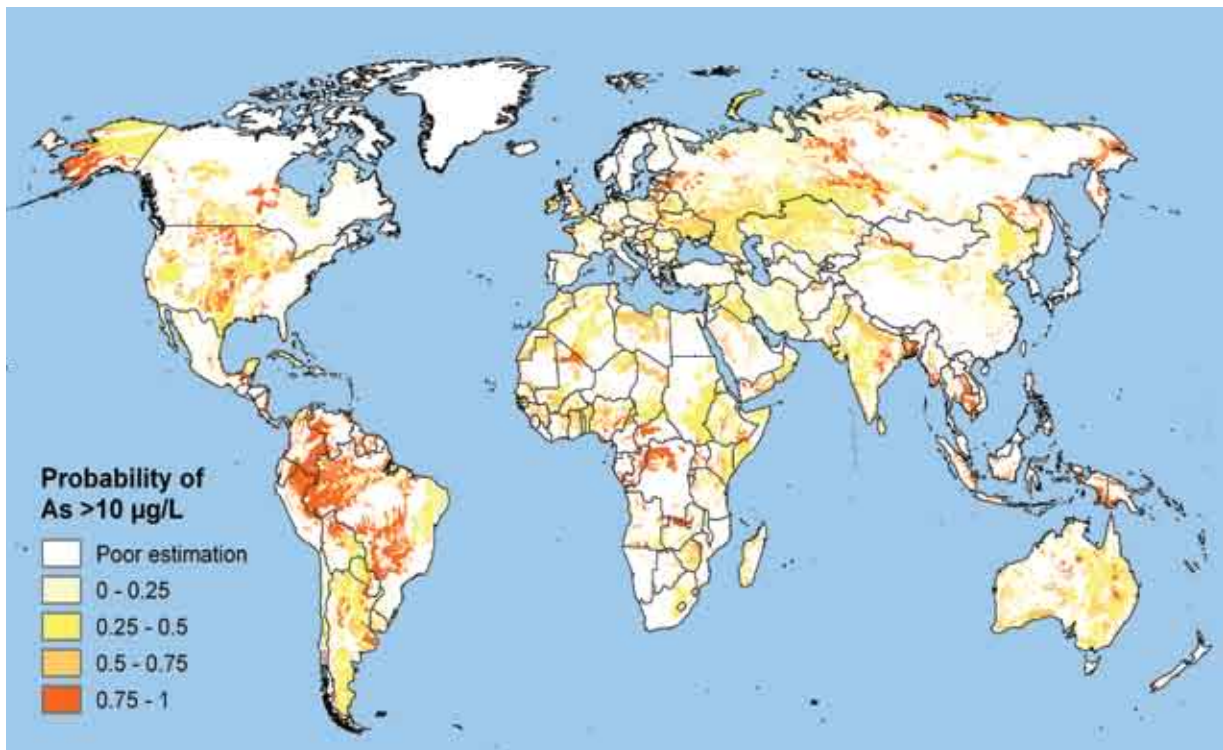 Probability of
As >10 µg/L
Poor estimation
0 - 0.25
0.25 - 0.5
0.5 - 0.75
0.75 - 1